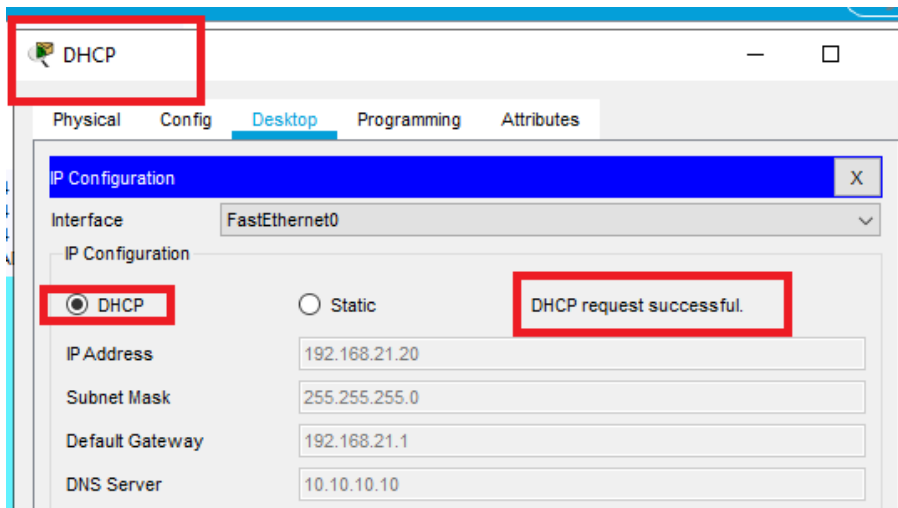 DHCP
Physical Config Desktop Programming Attributes
IP Configuration X
Interface FastEthernet0
IP Configuration
DHCP Static DHCP request successful.
IP Address 192.168.21.20
Subnet Mask 255.255.255.0
Default Gateway 192.168.21.1
DNS Server 10.10.10.10